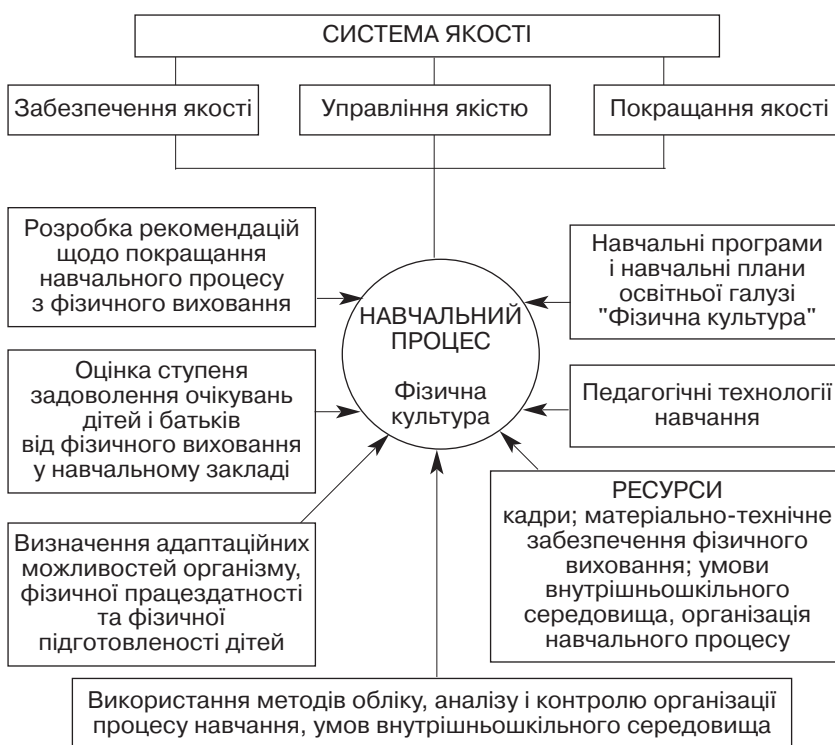 СИСТЕМА ЯКОСТІ
Забезпечення якості
Управління якістю
Покращання якості
Розробка рекомендацій
щодо покращання
навчального процесу
з фізичного виховання
Навчальні програми
і навчальні плани
освітньої галузі
"Фізична культура"
НАВЧАЛЬНИЙ
ПРОЦЕС
Фізична
культура
Оцінка ступеня
задоволення очікувань
дітей і батьків
від фізичного виховання
у навчальному закладі
Педагогічні технології
навчання
Визначення адаптаційних
можливостей організму,
фізичної працездатності
та фізичної
підготовленості дітей
РЕСУРСИ
кадри; матеріально-технічне
забезпечення фізичного
виховання; умови
внутрішньошкільного
середовища, організація
навчального процесу
Використання методів обліку, аналізу і контролю організації
процесу навчання, умов внутрішньошкільного середовища